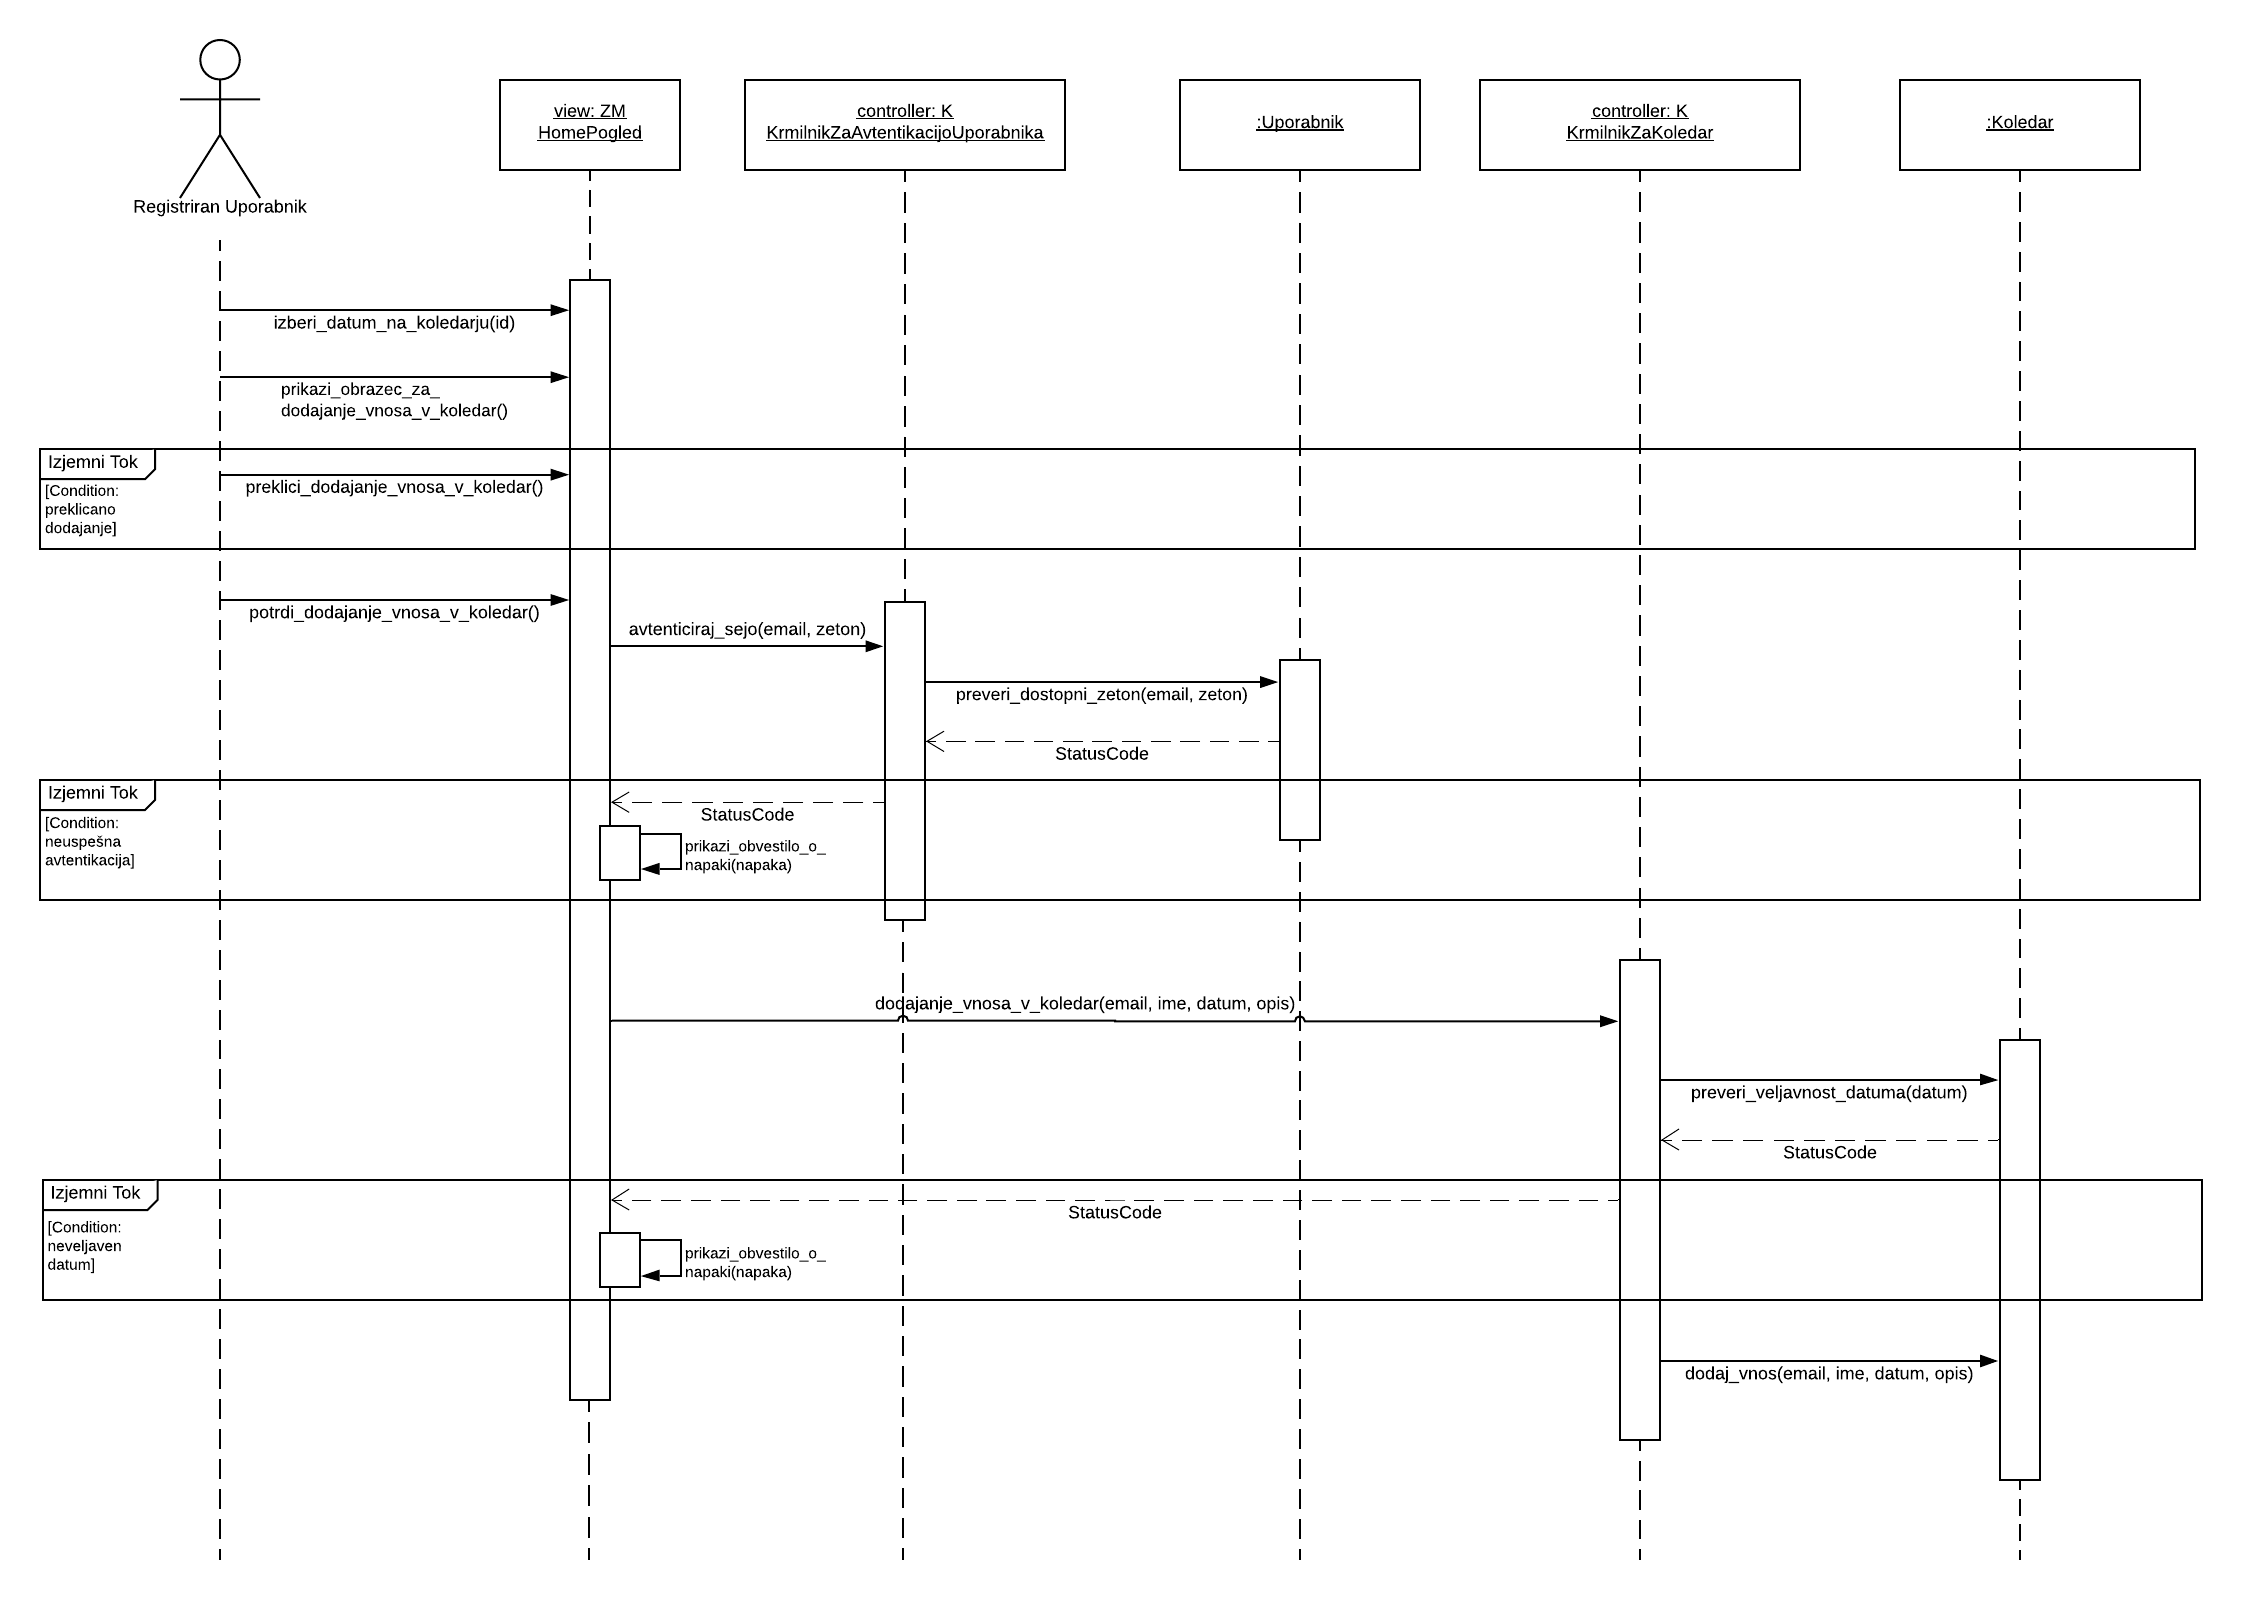 Registriran Uporabnik
view: ZM
HomePogled
controller: K
KrmilnikZaAvtentikacijoUporabnika
:Uporabnik
controller: K
KrmilnikZaKoledar
:Koledar
izberi_datum_na_koledarju(id)
prikazi_obrazec_za_
dodajanje_vnosa_v_koledar()
Izjemni Tok
[Condition:
preklicano
dodajanje]
preklici_dodajanje_vnosa_v_koledar()
potrdi_dodajanje_vnosa_v_koledar()
avtenticiraj_sejo(email, zeton)
preveri_dostopni_zeton(email, zeton)
StatusCode
Izjemni Tok
[Condition:
neuspešna
avtentikacija]
StatusCode
prikazi_obvestilo_o_
napaki(napaka)
dodajanje_vnosa_v_koledar(email, ime, datum, opis)
preveri_veljavnost_datuma(datum)
StatusCode
Izjemni Tok
[Condition:
neveljaven
datum]
StatusCode
prikazi_obvestilo_o_
napaki(napaka)
dodaj_vnos(email, ime, datum, opis)